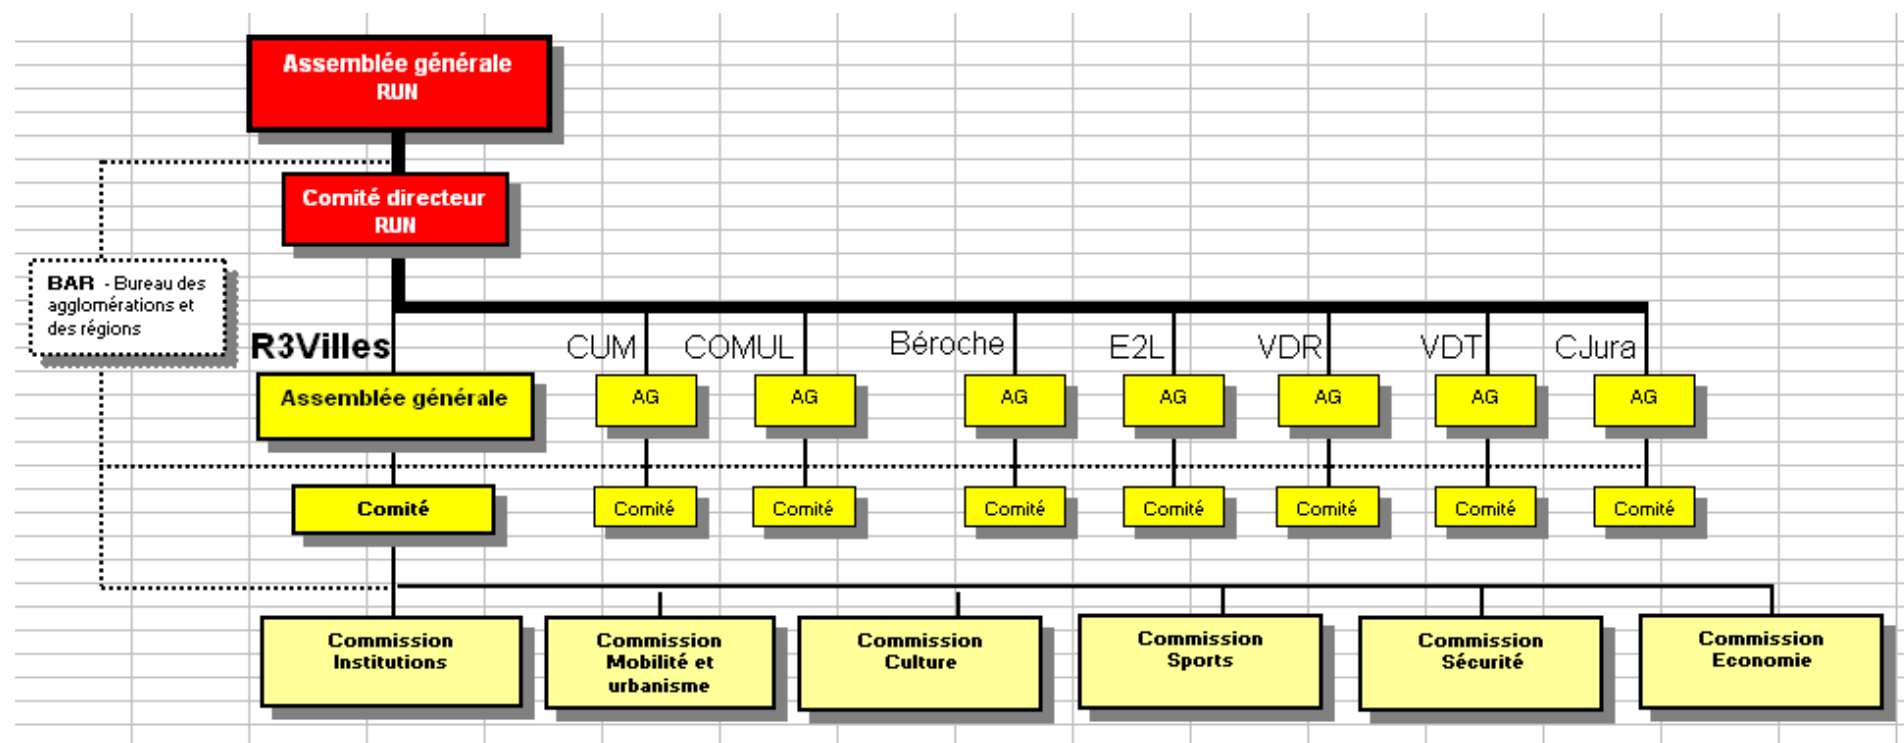 Assemblée générale
RUN
Comité directeur
RUN
BAR - Bureau des
agglomérations et
des régions
R3Villes CUM COMUL Béroche E2L VDR VDT CJura
Assemblée générale AG AG AG AG AG AG AG
Comité Comité Comité Comité Comité Comité Comité Comité
Commission
Institutions
Commission
Mobilité et
urbanisme
Commission
Culture
Commission
Sports
Commission
Sécurité
Commission
Economie